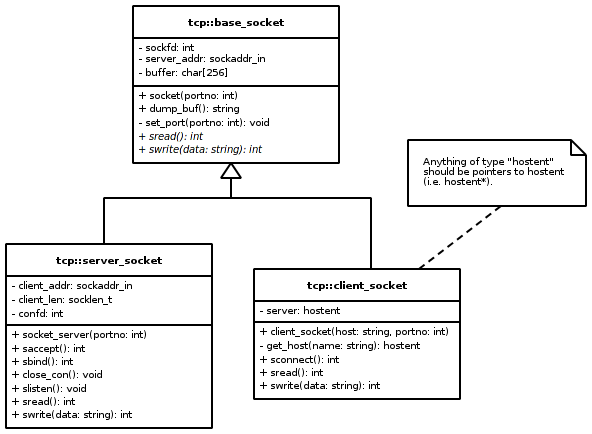 tcp::base_socket
- sockfd: int
- server_addr: sockaddr_in
- buffer: char[256]
+ socket(portno: int)
+ dump_buf(): string
- set_port(portno: int): void
+ sread(): int
+ swrite(data: string): int
Anything of type "hostent"
should be pointers to hostent
(i.e. hostent*).
tcp::server_socket
- client_addr: sockaddr_in
- client_len: socklen_t
- confd: int
+ socket_server(portno: int)
+ saccept(): int
+ sbind(): int
+ close_con(): void
+ slisten(): void
+ sread(): int
+ swrite(data: string): int
tcp::client_socket
- server: hostent
+ client_socket(host: string, portno: int)
- get_host(name: string): hostent
+ sconnect(): int
+ sread(): int
+ swrite(data: string): int